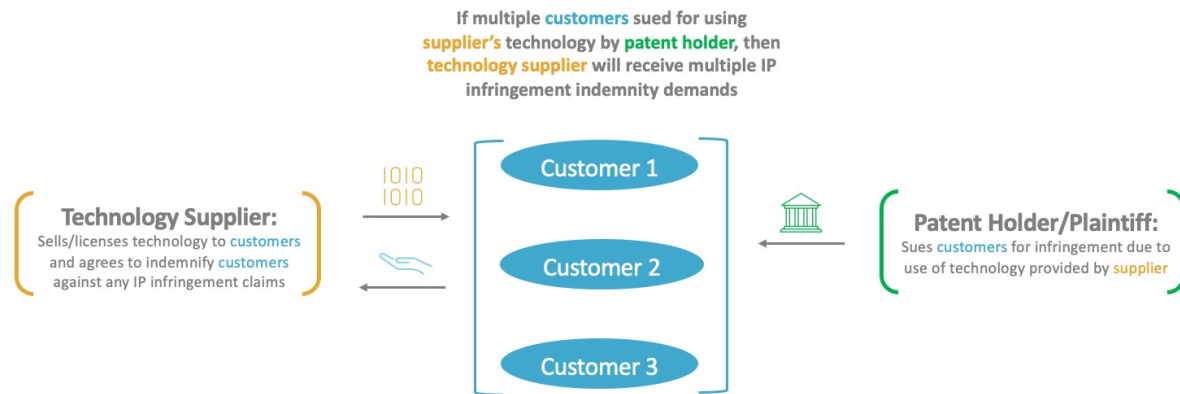 If multiple customers sued for using
supplier's technology by patent holder, then
technology supplier will receive multiple IP
infringement indemnity demands
Technology Supplier:
Sells/licenses technology to customers
and agrees to indemnify customers
against any IP infringement claims
1010
1010
Customer 1
Customer 2
Customer 3
Patent Holder/Plaintiff:
Sues customers for infringement due to
use of technology provided by supplier